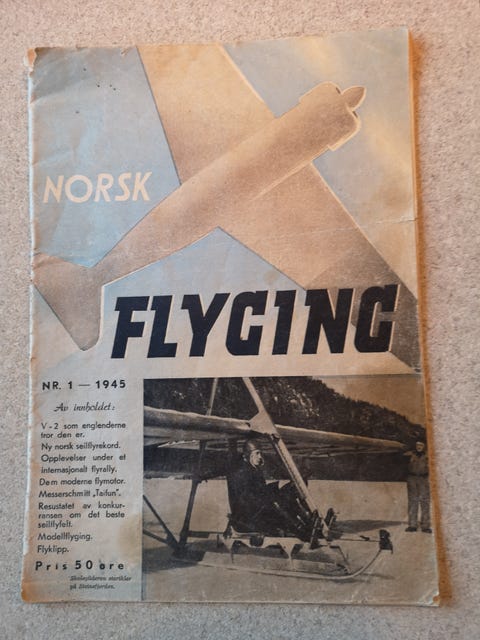 NORSK
FLYGING
NR. 1 — 1945
Av innholdet:
V-2 som englenderne
tror den er.
Ny norsk seilflyrekord.
Opplevelser under et
internasjonalt flyrally.
Dem moderne flymotor.
Messerschmitt „Taifun".
Resustatet av konkur-
ransen om det beste
seilflyfelt.
Modellflyging.
Flyklipp.
Pris 50 øre
Skoleglideren startklar
på Steinsfjorden.